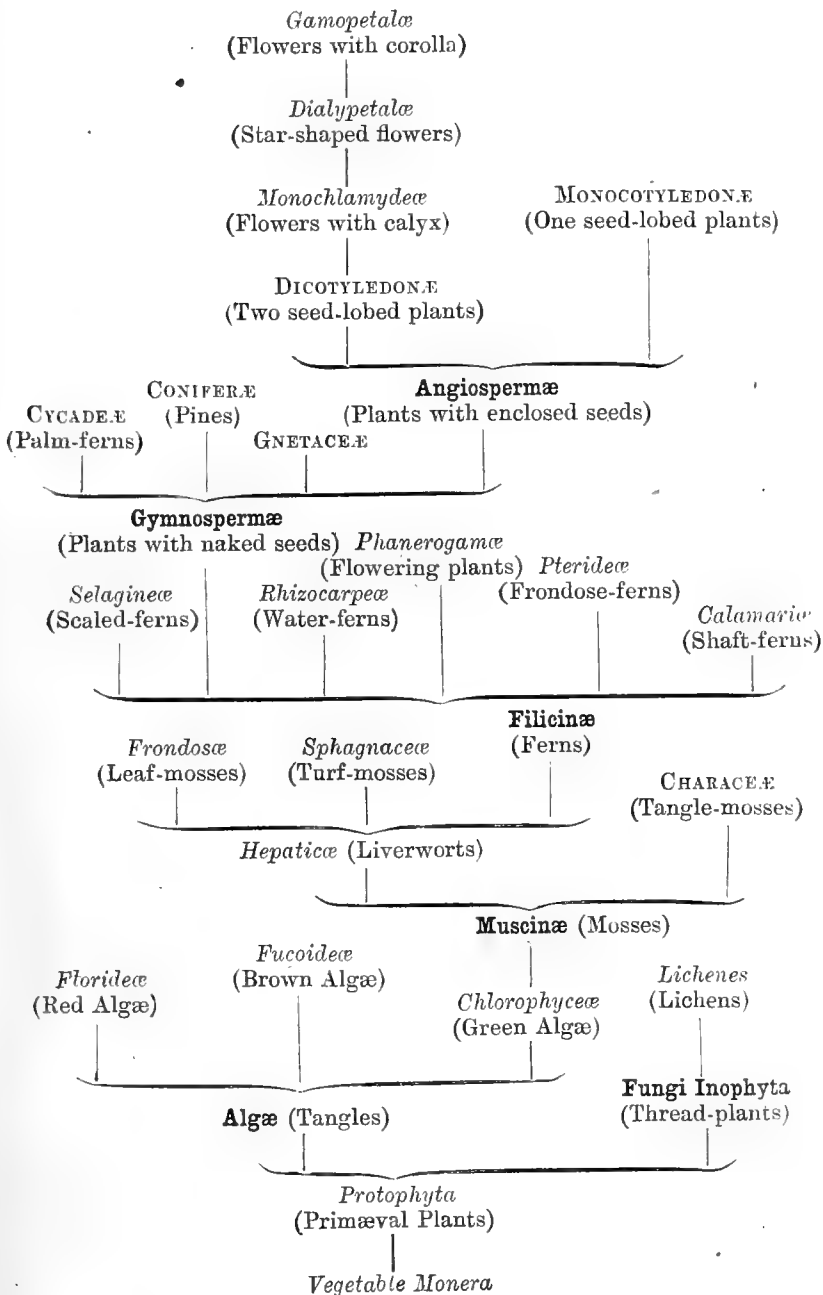 Gamopetalæ
(Flowers with corolla)
Dialypetalæ
(Star-shaped flowers)
Monochlamydeæ
(Flowers with calyx)
MONOCOTYLEDONÆ
(One seed-lobed plants)
DICOTYLEDONÆ
(Two seed-lobed plants)
Angiospermæ
(Plants with enclosed seeds)
CONIFERÆ
(Pines)
CYCADEÆ
(Palm-ferns)
GNETACEÆ
Gymnospermæ
(Plants with naked seeds)
Phanerogamæ
(Flowering plants)
Pterideæ
(Frondose-ferns)
Selagineæ
(Scaled-ferns)
Rhizocarpeæ
(Water-ferns)
Calamariæ
(Shaft-ferns)
Filicinæ
(Ferns)
Frondosæ
(Leaf-mosses)
Sphagnaceæ
(Turf-mosses)
CHARACEÆ
(Tangle-mosses)
Hepaticæ (Liverworts)
Muscinæ (Mosses)
Fucoideæ
(Brown Algæ)
Florideæ
(Red Algæ)
Chlorophyceæ
(Green Algæ)
Lichenes
(Lichens)
Fungi Inophyta
(Thread-plants)
Algæ (Tangles)
Protophyta
(Primæval Plants)
Vegetable Monera